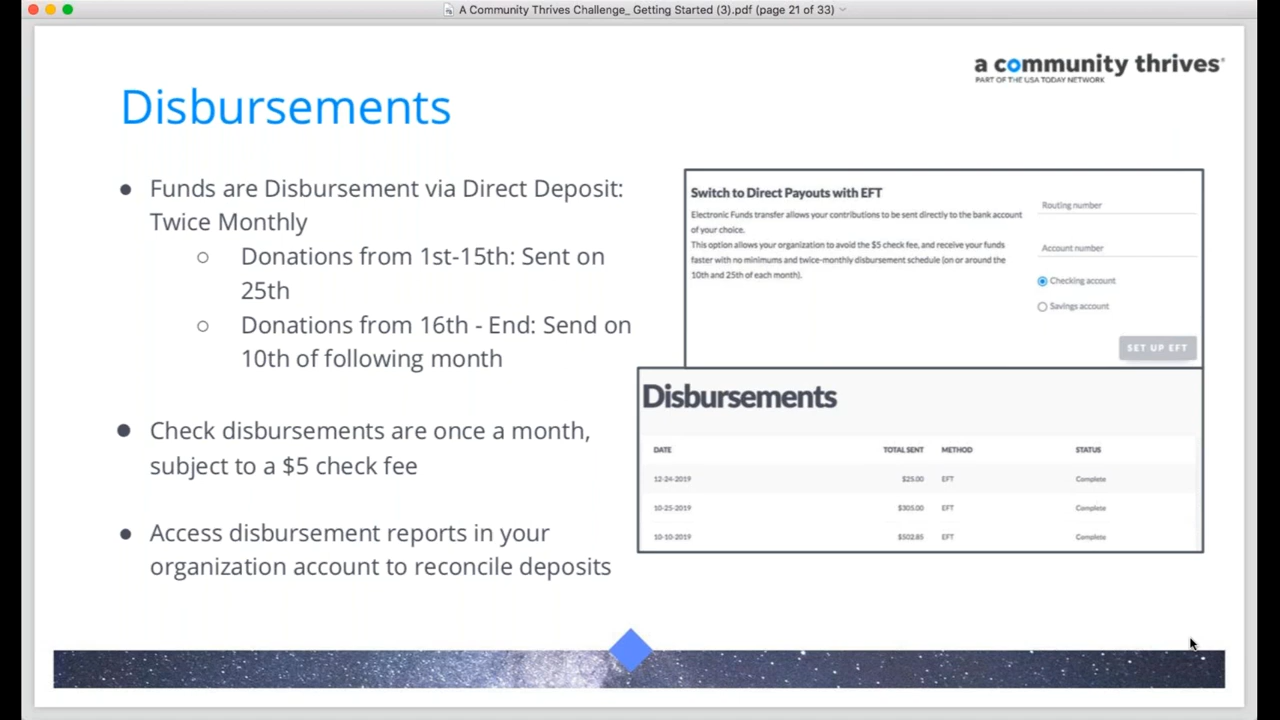 A Community Thrives Challenge_ Getting Started (3).pdf (page 21 of 33)
a community thrives
PART OF THE USA TODAY NETWORK
Disbursements
● Funds are Disbursement via Direct Deposit:
Twice Monthly
○ Donations from 1st-15th: Sent on
25th
○ Donations from 16th - End: Send on
10th of following month
● Check disbursements are once a month,
subject to a $5 check fee
● Access disbursement reports in your
organization account to reconcile deposits
Switch to Direct Payouts with EFT
Electronic Funds transfer allows your contributions to be sent directly to the bank account
of your choice.
This option allows your organization to avoid the $5 check fee, and receive your funds
faster with no minimums and twice-monthly disbursement schedule (on or around the
10th and 25th of each month).
Routing number
Account number
Checking account
Savings account
SET UP EFT
Disbursements
DATE TOTAL SENT METHOD STATUS
12-24-2019 $25.00 EFT Complete
10-25-2019 $305.00 EFT Complete
10-10-2019 $502.85 EFT Complete